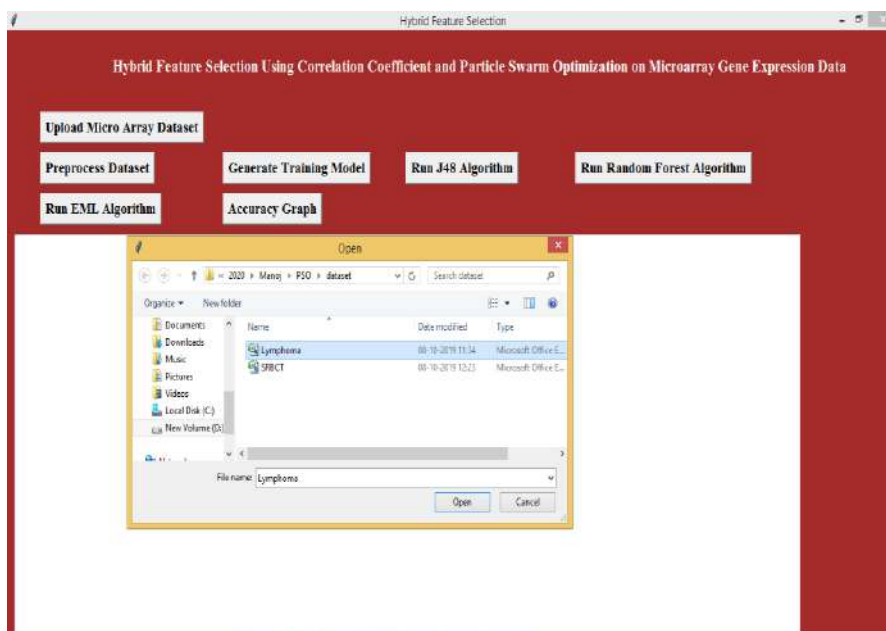 Hybrid Feature Selection
Hybrid Feature Selection Using Correlation Coefficient and Particle Swarm Optimization on Microarray Gene Expression Data
Upload Micro Array Dataset
Preprocess Dataset Generate Training Model Run J48 Algorithm Run Random Forest Algorithm
Run EML Algorithm Accuracy Graph
Open
« 2020 Manoj PSO dataset Search dataset
Organize New folder
Name Date modified Type
Documents
Downloads
Music
Pictures
Videos
Local Disk (C:)
New Volume (D:)
Lymphoma 08-10-2019 11:34 Microsoft Office E...
SRBCT 08-10-2019 12:23 Microsoft Office E...
File name: Lymphoma
Open Cancel